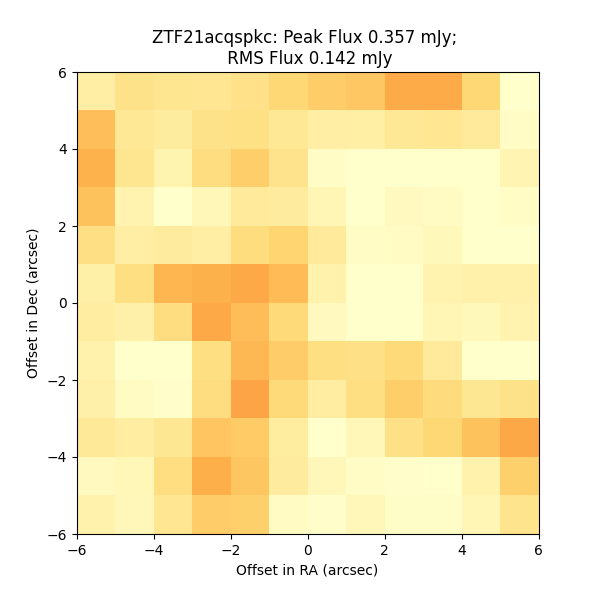 ZTF21acqspkc: Peak Flux 0.357 mJy;
RMS Flux 0.142 mJy
6
4
2
0
−2
−4
−6
Offset in Dec (arcsec)
−6 −4 −2 0 2 4 6
Offset in RA (arcsec)